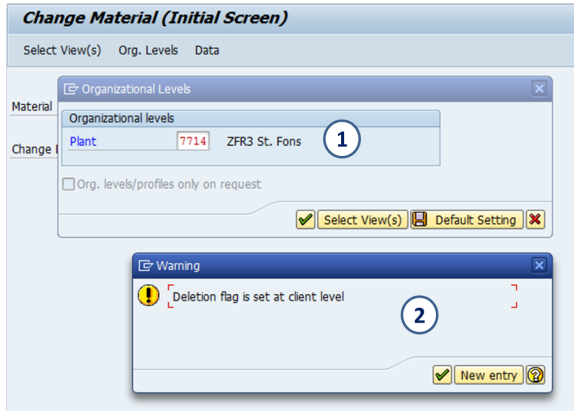 Change Material (Initial Screen)
Select View(s) Org. Levels Data
Organizational Levels
Material
Organizational levels
Plant 7714 ZFR3 St. Fons
1
Change
Org. levels/profiles only on request
Select View(s) Default Setting
Warning
Deletion flag is set at client level
2
New entry